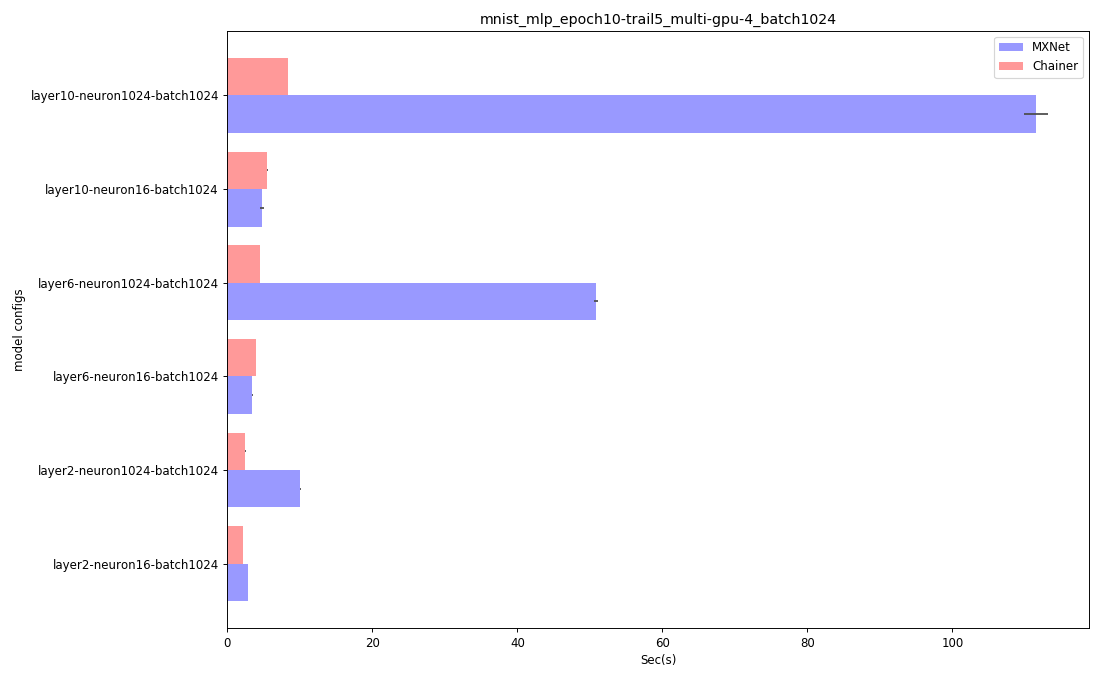 mnist_mlp_epoch10-trail5_multi-gpu-4_batch1024
MXNet
Chainer
layer10-neuron1024-batch1024
layer10-neuron16-batch1024
layer6-neuron1024-batch1024
layer6-neuron16-batch1024
layer2-neuron1024-batch1024
layer2-neuron16-batch1024
model configs
0 20 40 60 80 100
Sec(s)